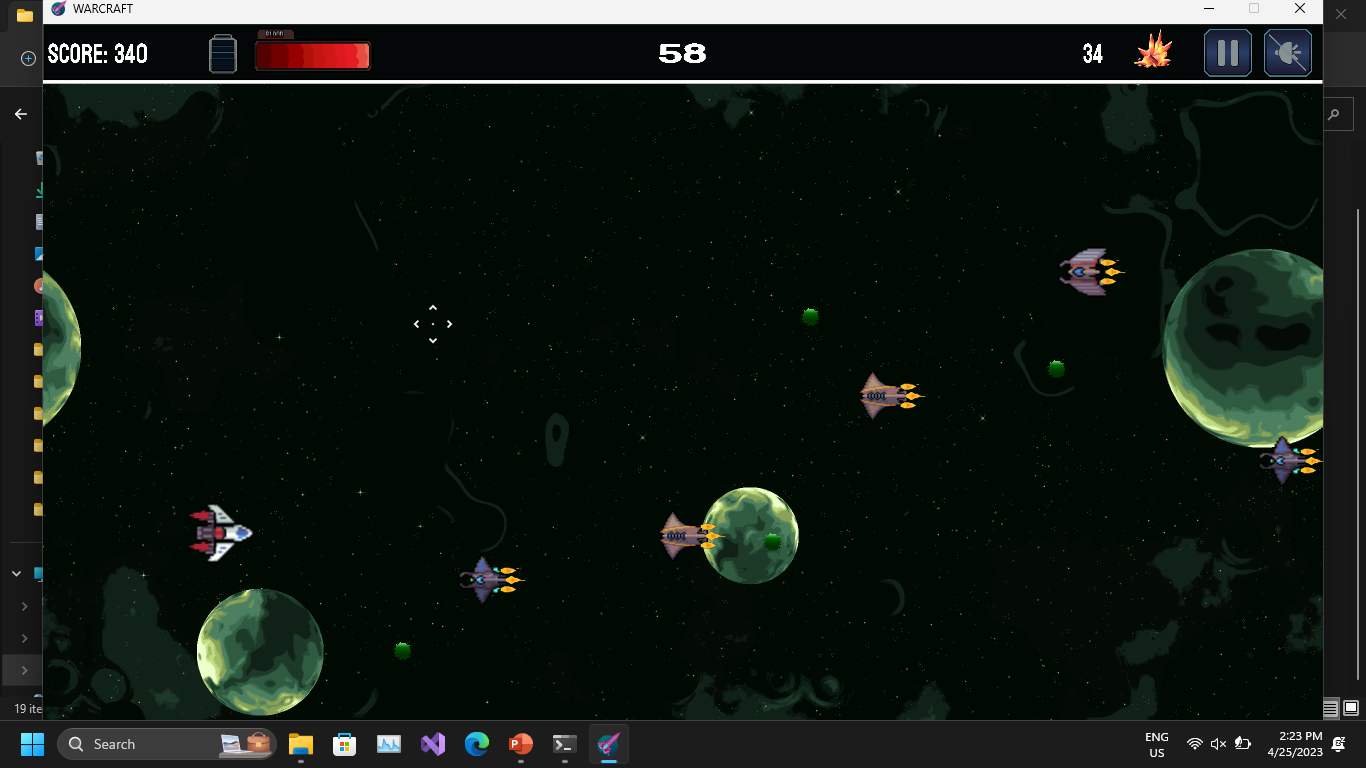 WARCRAFT
SCORE: 340
58
34
19 ite
Search
ENG
US
2:23 PM
4/25/2023